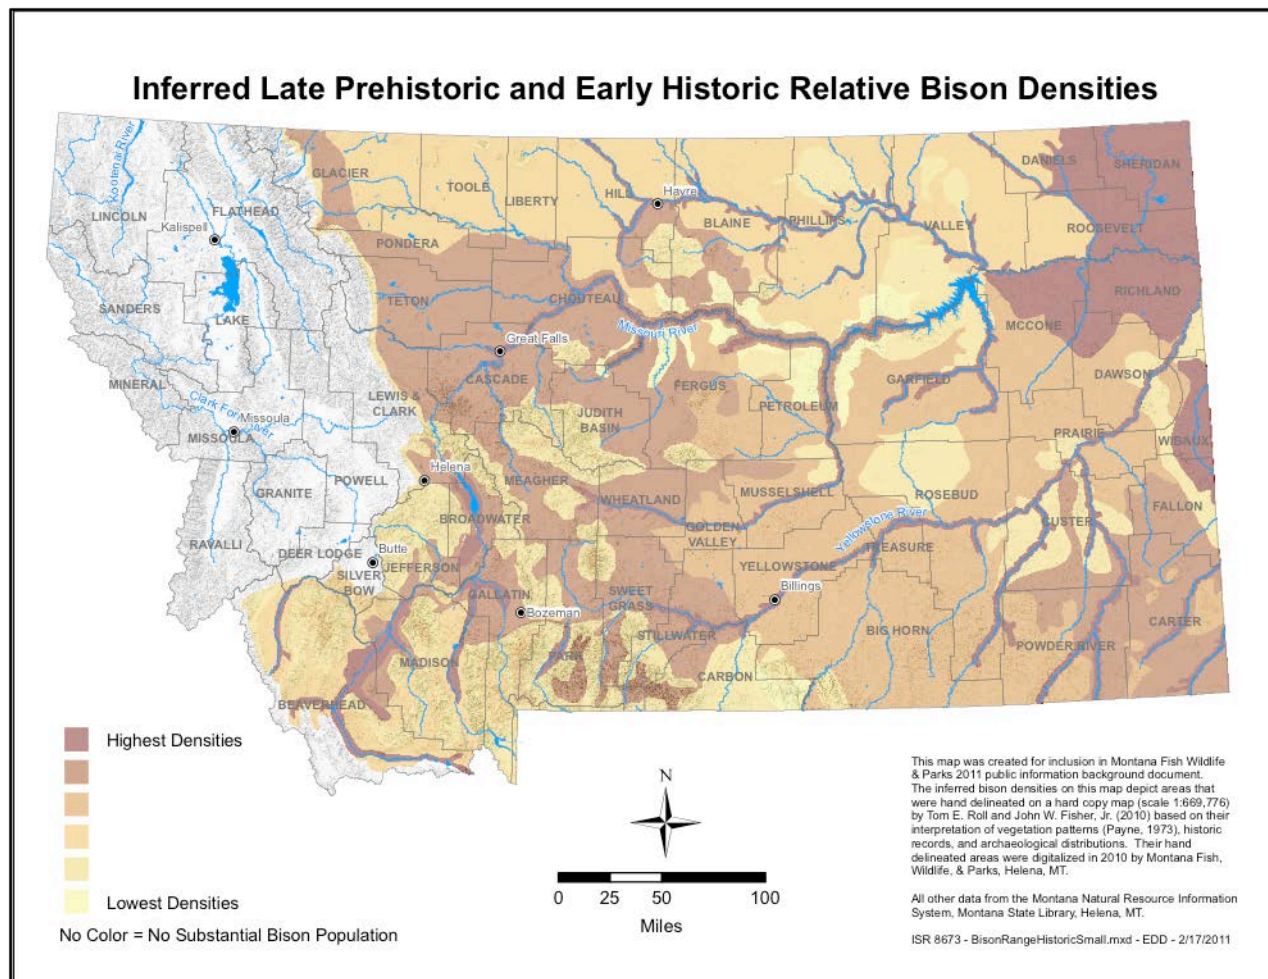 Inferred Late Prehistoric and Early Historic Relative Bison Densities
Kootenai River
LINCOLN
FLATHEAD
Kalispell
GLACIER
TOOLE
LIBERTY
HILL
Havre
BLAINE
PHILLIPS
VALLEY
DANIELS
SHERIDAN
ROOSEVELT
PONDERA
SANDERS
LAKE
TETON
CHOUTEAU
Missouri River
RICHLAND
MCCONE
Great Falls
MINERAL
Clark Fork River
Missoula
MISSOULA
LEWIS &
CLARK
CASCADE
JUDITH
BASIN
FERGUS
PETROLEUM
GARFIELD
DAWSON
PRAIRIE
WIBAUX
Helena
POWELL
GRANITE
MEAGHER
BROADWATER
WHEATLAND
GOLDEN
VALLEY
MUSSELSHELL
ROSEBUD
Yellowstone River
CUSTER
FALLON
RAVALLI
DEER LODGE
Butte
SILVER
BOW
JEFFERSON
GALLATIN
Bozeman
SWEET
GRASS
YELLOWSTONE
TREASURE
Billings
STILLWATER
BIG HORN
POWDER RIVER
CARTER
MADISON
PARK
CARBON
BEAVERHEAD
Highest Densities
Lowest Densities
No Color = No Substantial Bison Population
N
0 25 50 100
Miles
This map was created for inclusion in Montana Fish Wildlife
& Parks 2011 public information background document.
The inferred bison densities on this map depict areas that
were hand delineated on a hard copy map (scale 1:669,776)
by Tom E. Roll and John W. Fisher, Jr. (2010) based on their
interpretation of vegetation patterns (Payne, 1973), historic
records, and archaeological distributions. Their hand
delineated areas were digitalized in 2010 by Montana Fish,
Wildlife, & Parks, Helena, MT.
All other data from the Montana Natural Resource Information
System, Montana State Library, Helena, MT.
ISR 8673 - BisonRangeHistoricSmall.mxd - EDD - 2/17/2011